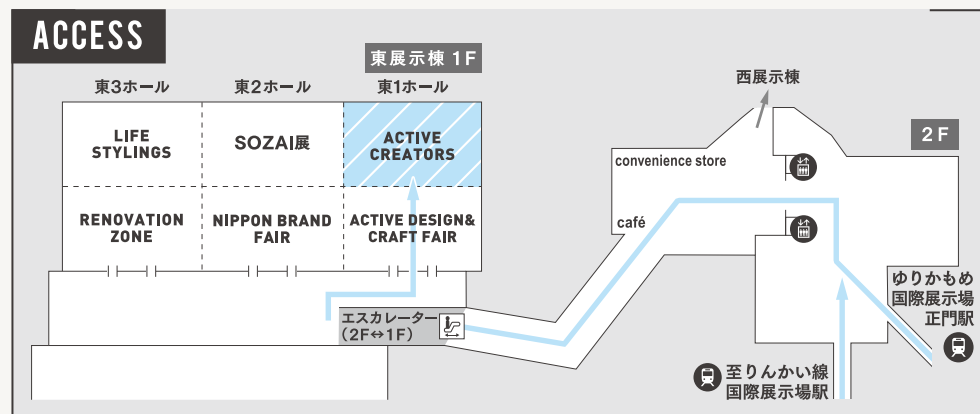 ACCESS
東展示棟 1F
東3ホール
東2ホール
東1ホール
LIFE
STYLINGS
SOZAI展
ACTIVE
CREATORS
RENOVATION
ZONE
NIPPON BRAND
FAIR
ACTIVE DESIGN&
CRAFT FAIR
エスカレーター
(2F↔1F)
西展示棟
2F
convenience store
café
ゆりかもめ
国際展示場
正門駅
至りんかい線
国際展示場駅